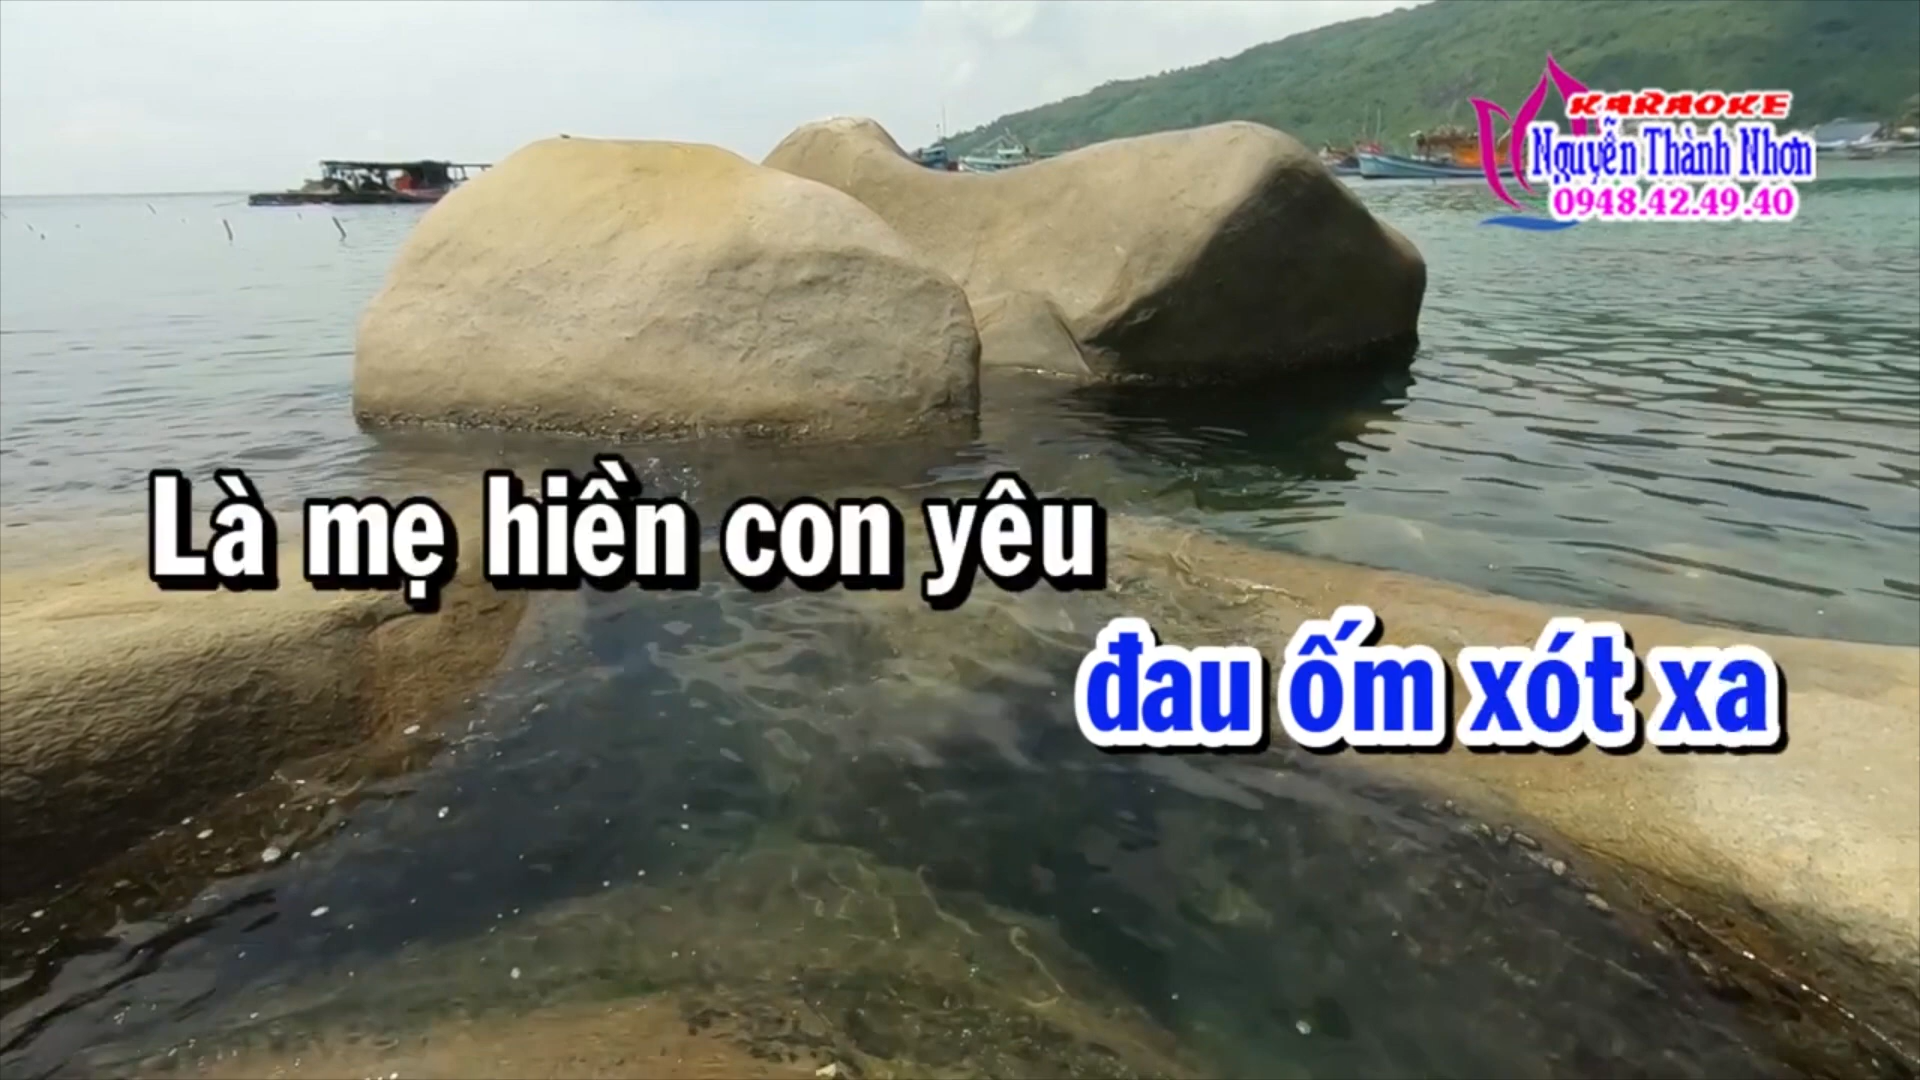 KARAOKE
Nguyễn Thành Nhơn
0948.42.49.40
Là mẹ hiền con yêu
đau ốm xót xa